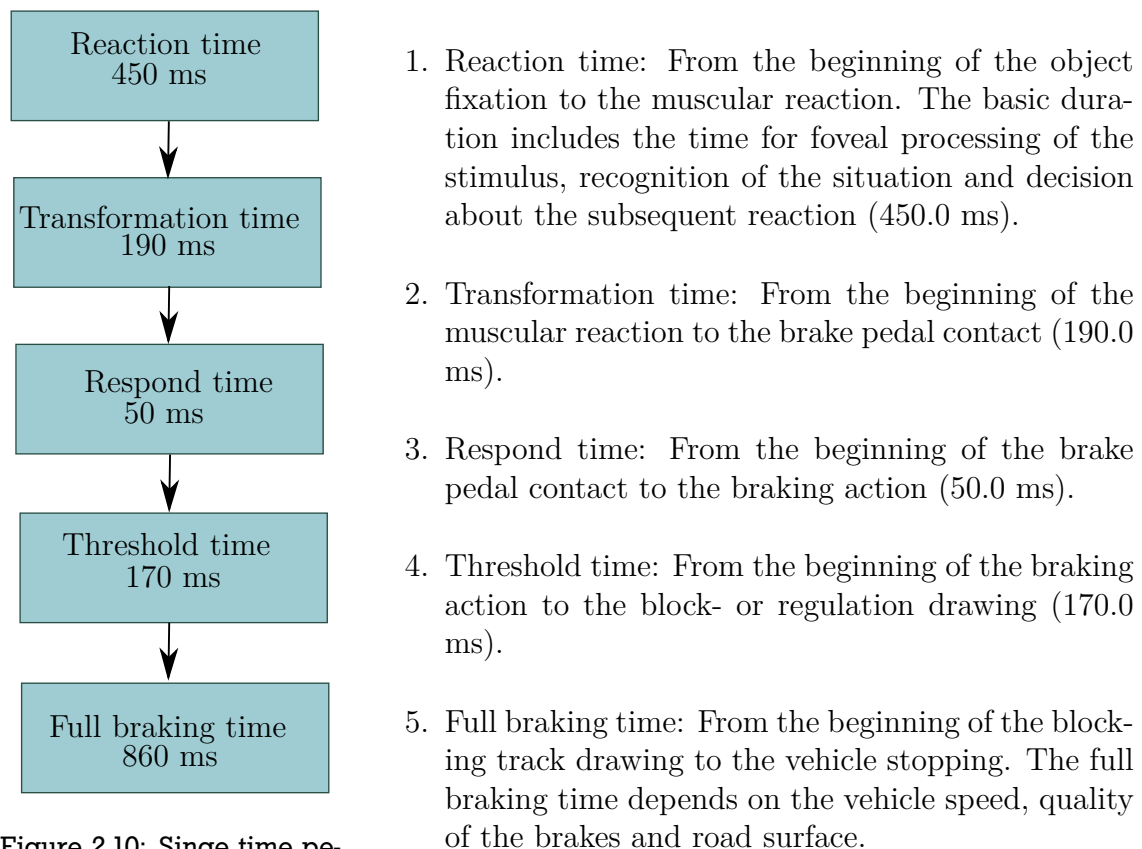 Reaction time
450 ms
Transformation time
190 ms
Respond time
50 ms
Threshold time
170 ms
Full braking time
860 ms
Figure 2.10: Singe time pe-
1. Reaction time: From the beginning of the object
fixation to the muscular reaction. The basic dura-
tion includes the time for foveal processing of the
stimulus, recognition of the situation and decision
about the subsequent reaction (450.0 ms).
2. Transformation time: From the beginning of the
muscular reaction to the brake pedal contact (190.0
ms).
3. Respond time: From the beginning of the brake
pedal contact to the braking action (50.0 ms).
4. Threshold time: From the beginning of the braking
action to the block- or regulation drawing (170.0
ms).
5. Full braking time: From the beginning of the block-
ing track drawing to the vehicle stopping. The full
braking time depends on the vehicle speed, quality
of the brakes and road surface.